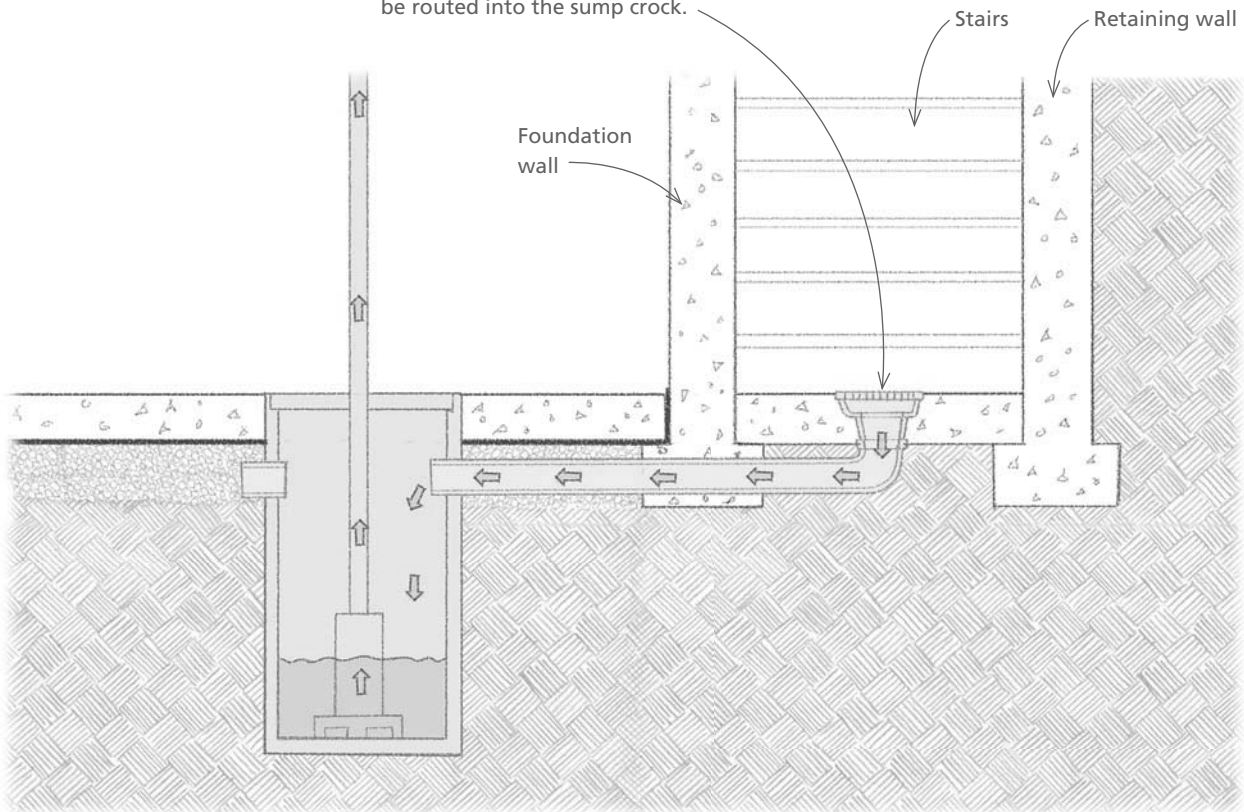 be routed into the sump crock.
Stairs
Retaining wall
Foundation
wall